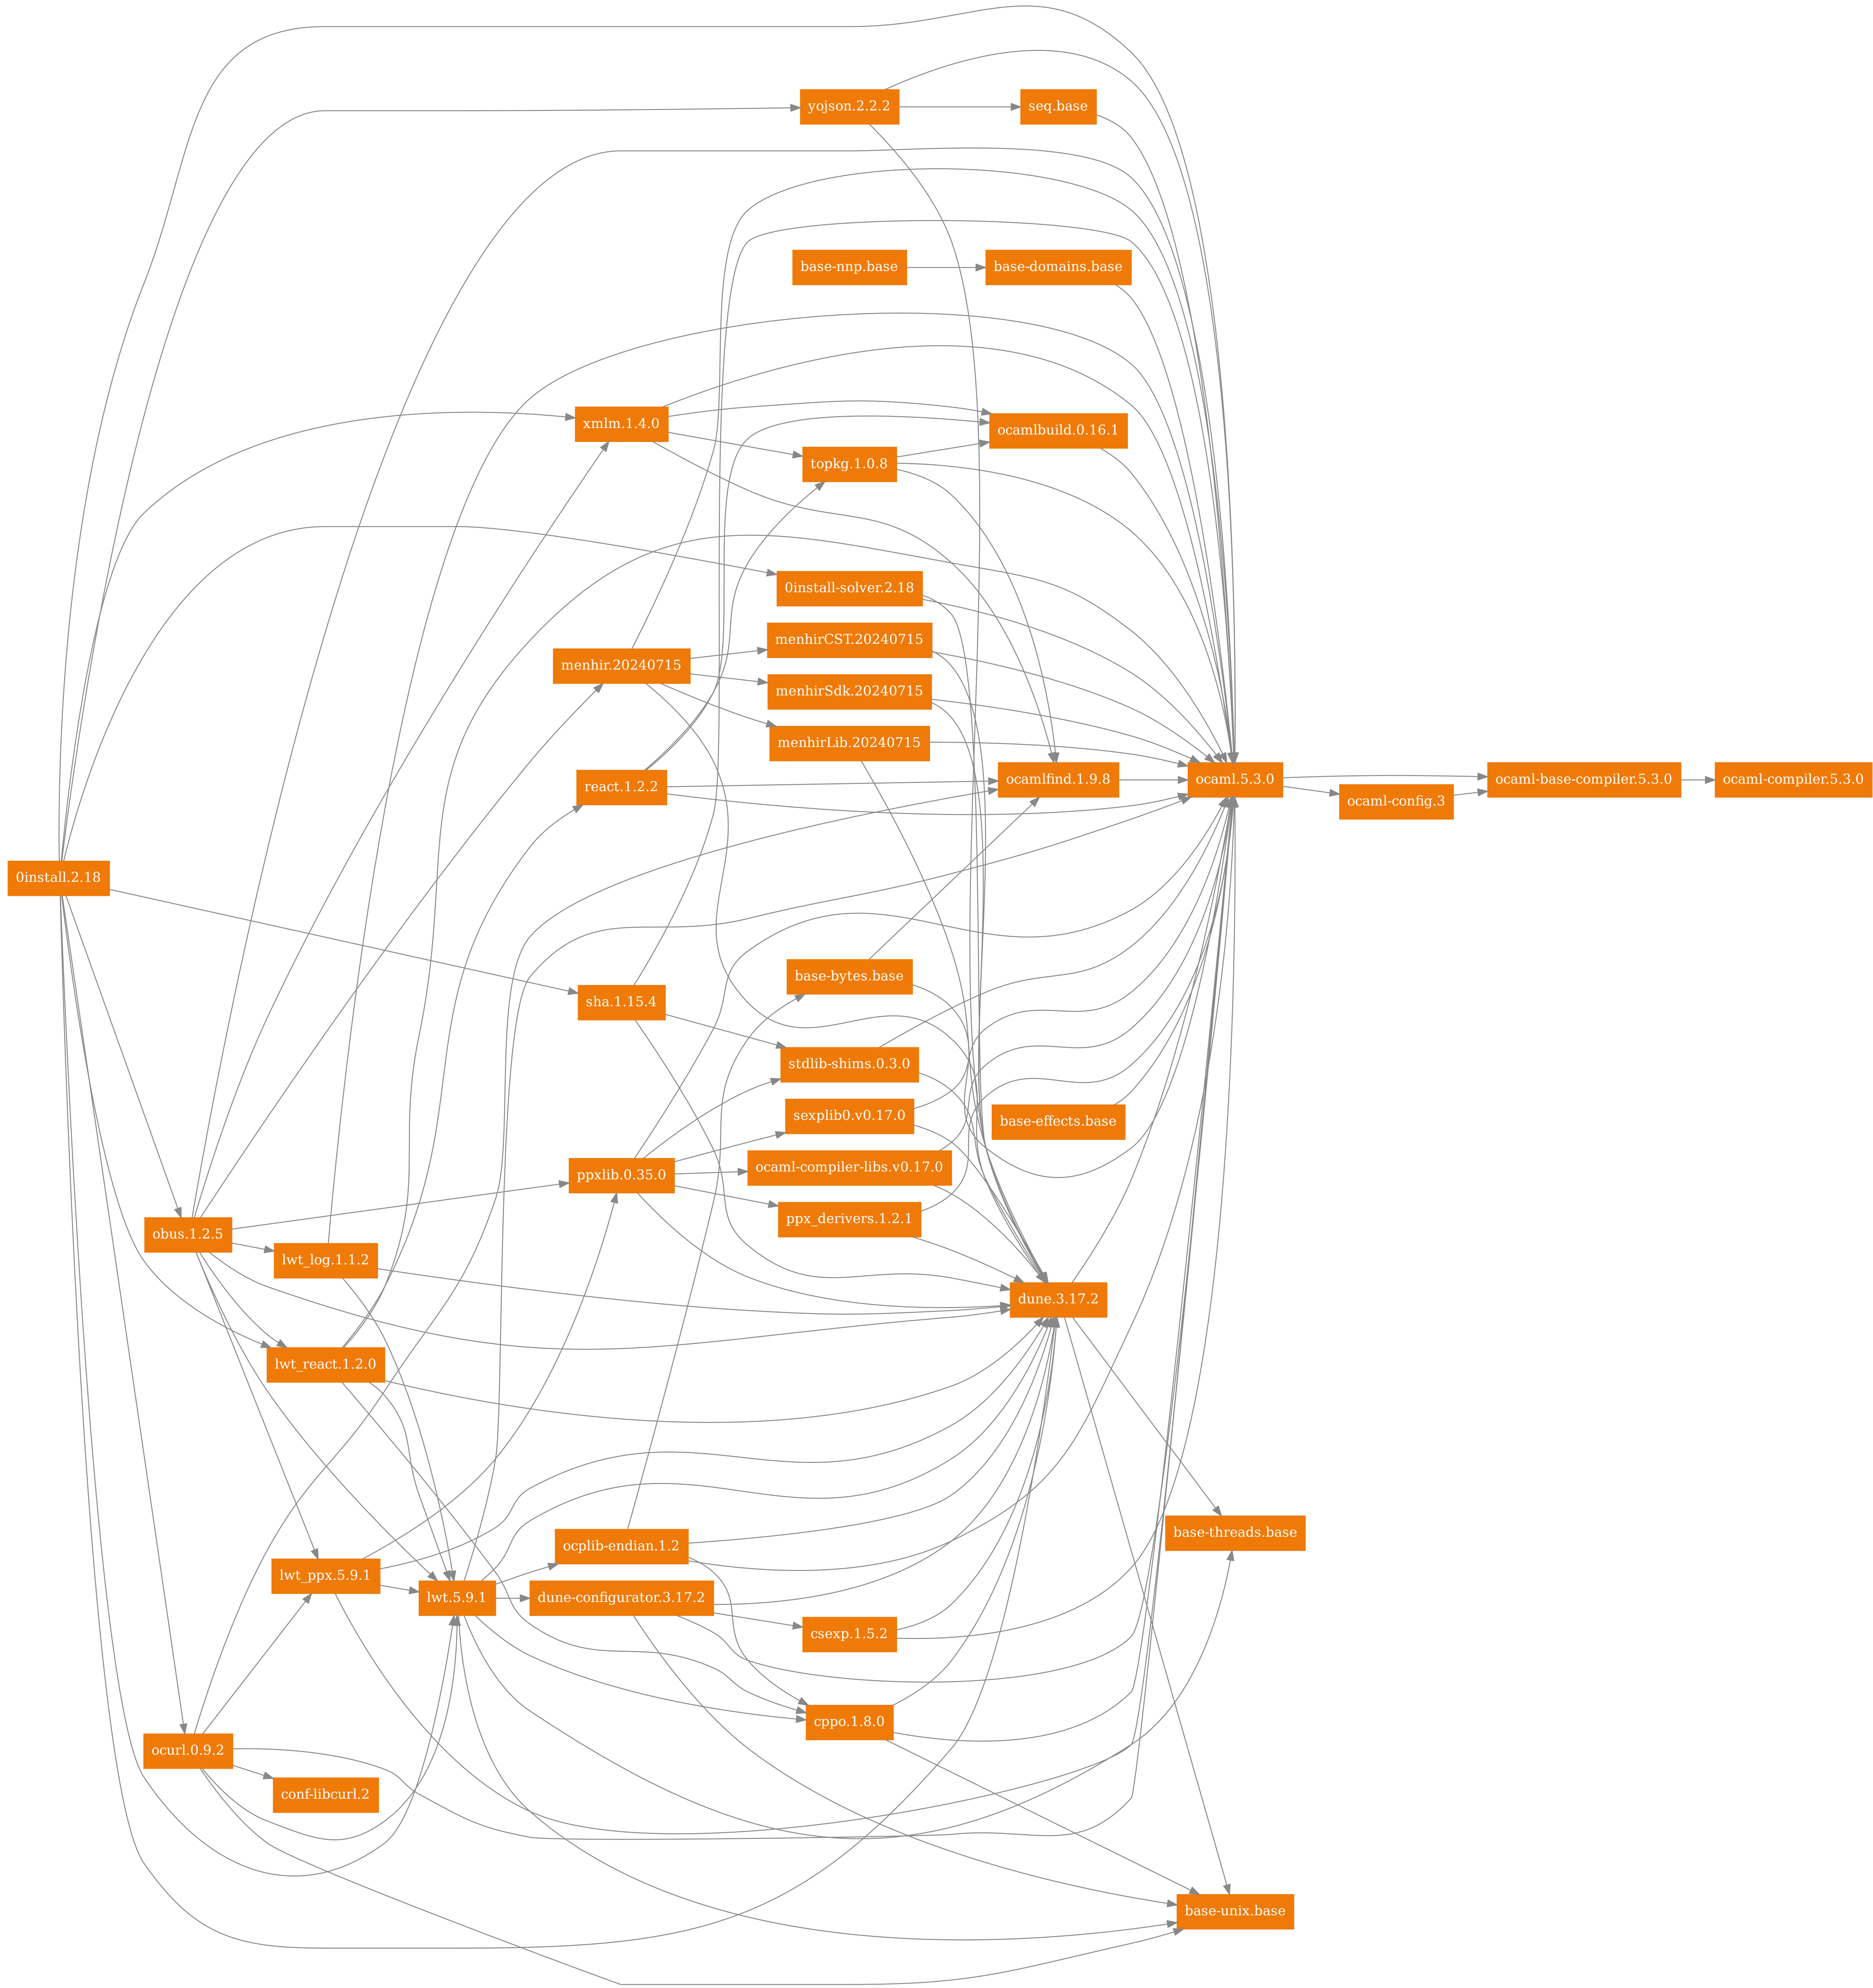 yojson.2.2.2
seq.base
base-nnp.base
base-domains.base
xmlm.1.4.0
ocamlbuild.0.16.1
topkg.1.0.8
0install-solver.2.18
menhirCST.20240715
menhir.20240715
menhirSdk.20240715
menhirLib.20240715
react.1.2.2
ocamlfind.1.9.8
ocaml.5.3.0
ocaml-base-compiler.5.3.0
ocaml-compiler.5.3.0
ocaml-config.3
0install.2.18
base-bytes.base
sha.1.15.4
stdlib-shims.0.3.0
sexplib0.v0.17.0
base-effects.base
ppxlib.0.35.0
ocaml-compiler-libs.v0.17.0
ppx_derivers.1.2.1
obus.1.2.5
lwt_log.1.1.2
dune.3.17.2
lwt_react.1.2.0
base-threads.base
ocplib-endian.1.2
lwt_ppx.5.9.1
lwt.5.9.1
dune-configurator.3.17.2
csexp.1.5.2
cppo.1.8.0
ocurl.0.9.2
conf-libcurl.2
base-unix.base